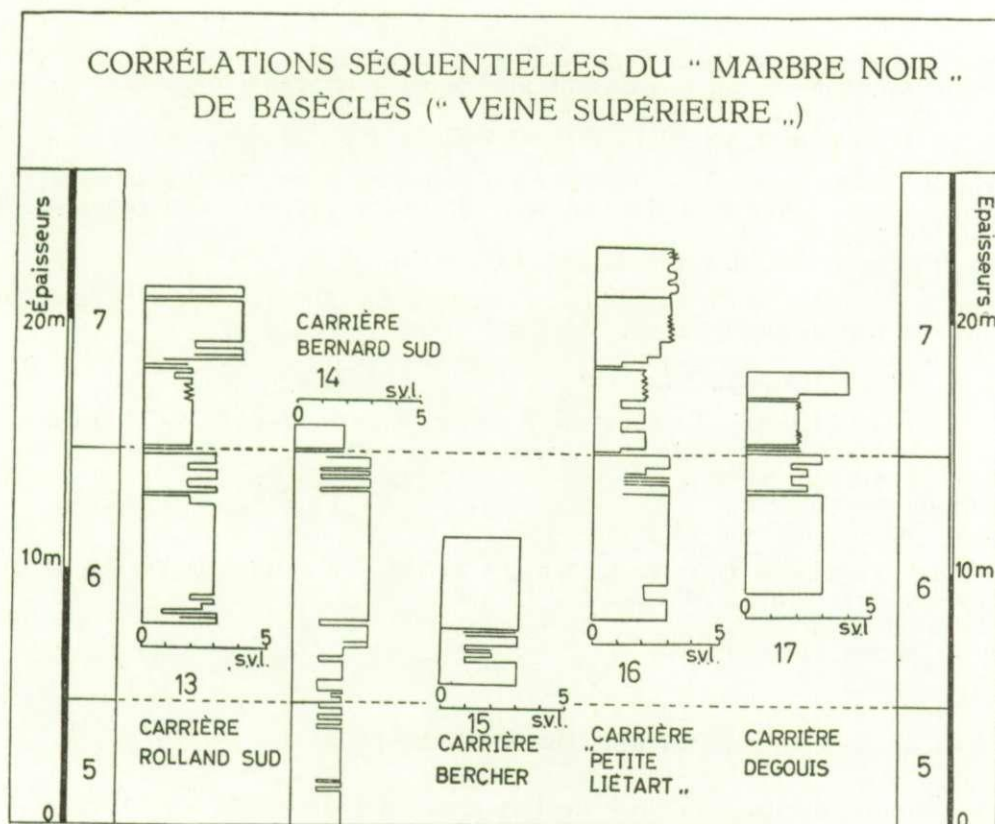 CORRÉLATIONS SÉQUENTIELLES DU “ MARBRE NOIR „
DE BASÈCLES (“ VEINE SUPÉRIEURE „)
Épaisseurs
20m
10m
0
7
6
5
0 5
s.v.l.
13
CARRIÈRE
ROLLAND SUD
CARRIÈRE
BERNARD SUD
14
s.v.l.
0 5
0 5
15 s.v.l.
CARRIÈRE
BERCHER
0 5
s.v.l.
16
CARRIÈRE
„PETITE
LIÉTART „
0 5
s.v.l.
17
CARRIÈRE
DEGOUIS
7
6
5
Epaisseurs
20m
10m
0